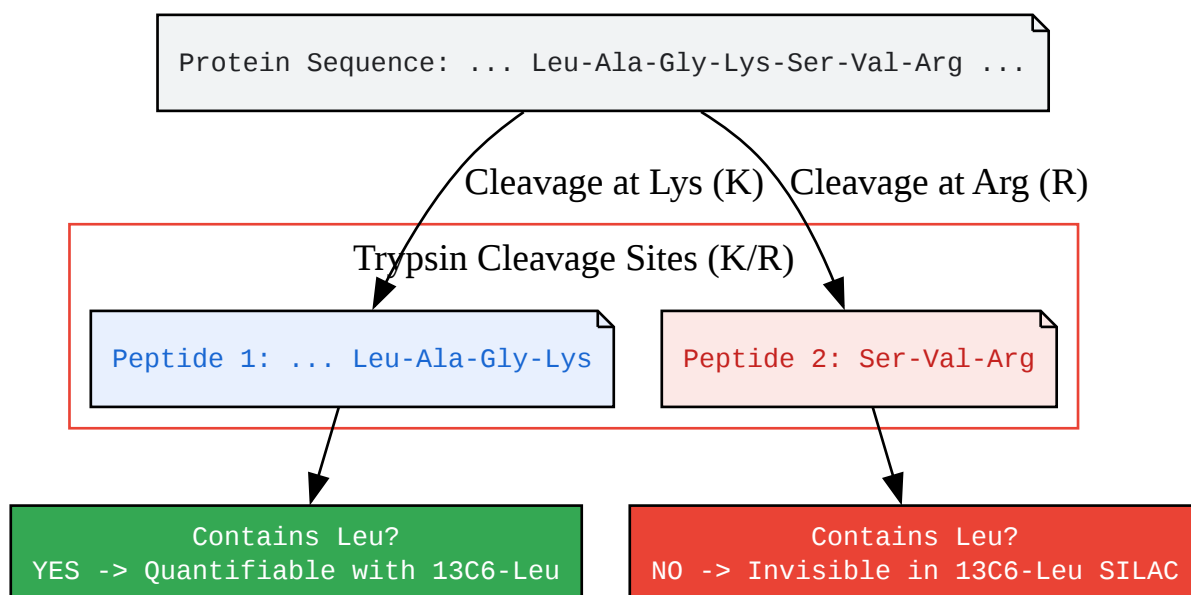 Protein Sequence: ... Leu-Ala-Gly-Lys-Ser-Val-Arg ...
Cleavage at Lys (K)
Cleavage at Arg (R)
Trypsin Cleavage Sites (K/R)
Peptide 1: ... Leu-Ala-Gly-Lys
Peptide 2: Ser-Val-Arg
Contains Leu?
YES -> Quantifiable with 13C6-Leu
Contains Leu?
NO -> Invisible in 13C6-Leu SILAC